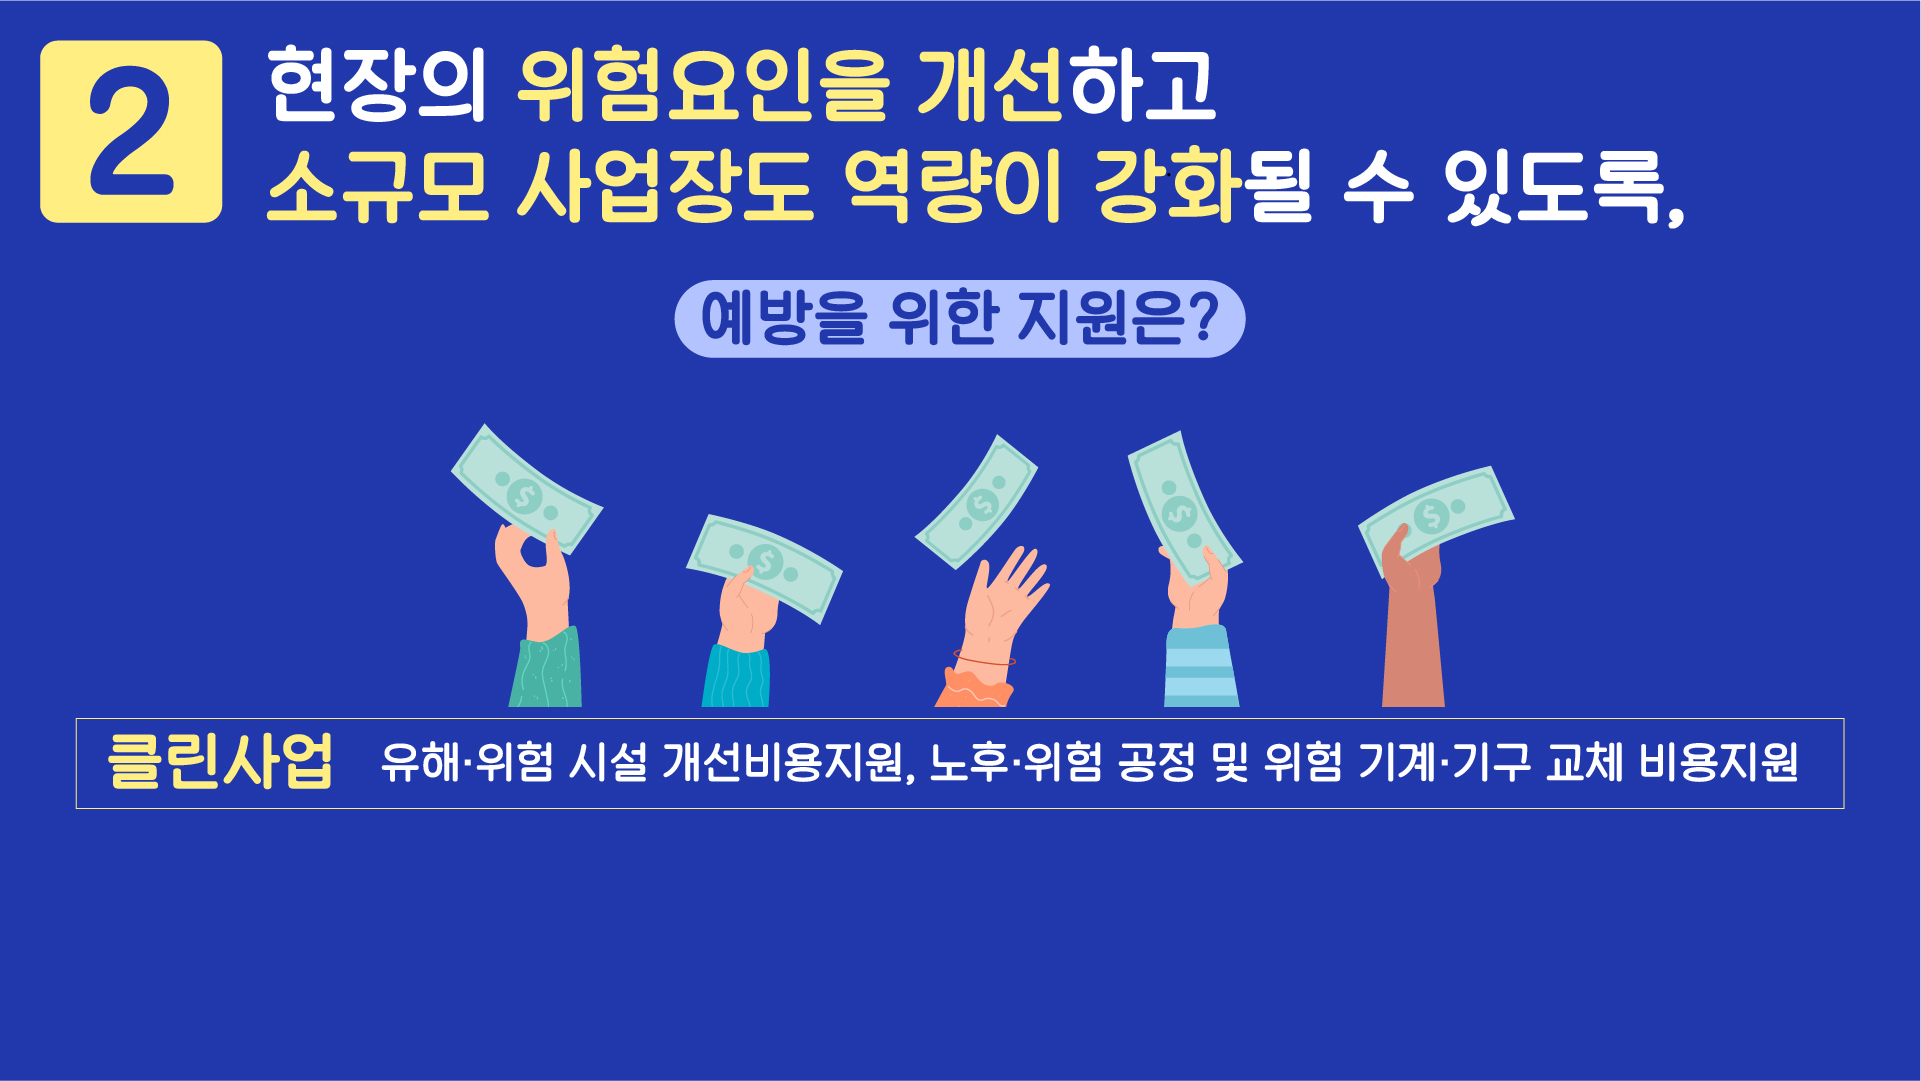 2
현장의 위험요인을 개선하고
소규모 사업장도 역량이 강화될 수 있도록,
예방을 위한 지원은?
$ $ $ $ $
클린사업 유해·위험 시설 개선비용지원, 노후·위험 공정 및 위험 기계·기구 교체 비용지원